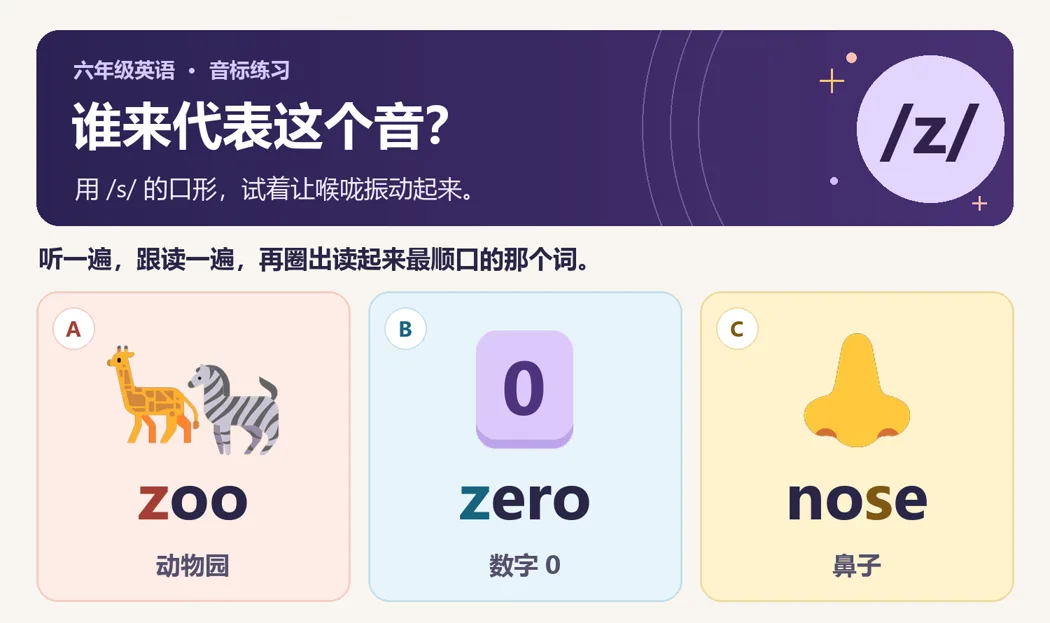 六年级英语 · 音标练习
谁来代表这个音？
用 /s/ 的口形，试着让喉咙振动起来。
/z/
听一遍，跟读一遍，再圈出读起来最顺口的那个词。
A
zoo
动物园
B
0
zero
数字 0
C
nose
鼻子